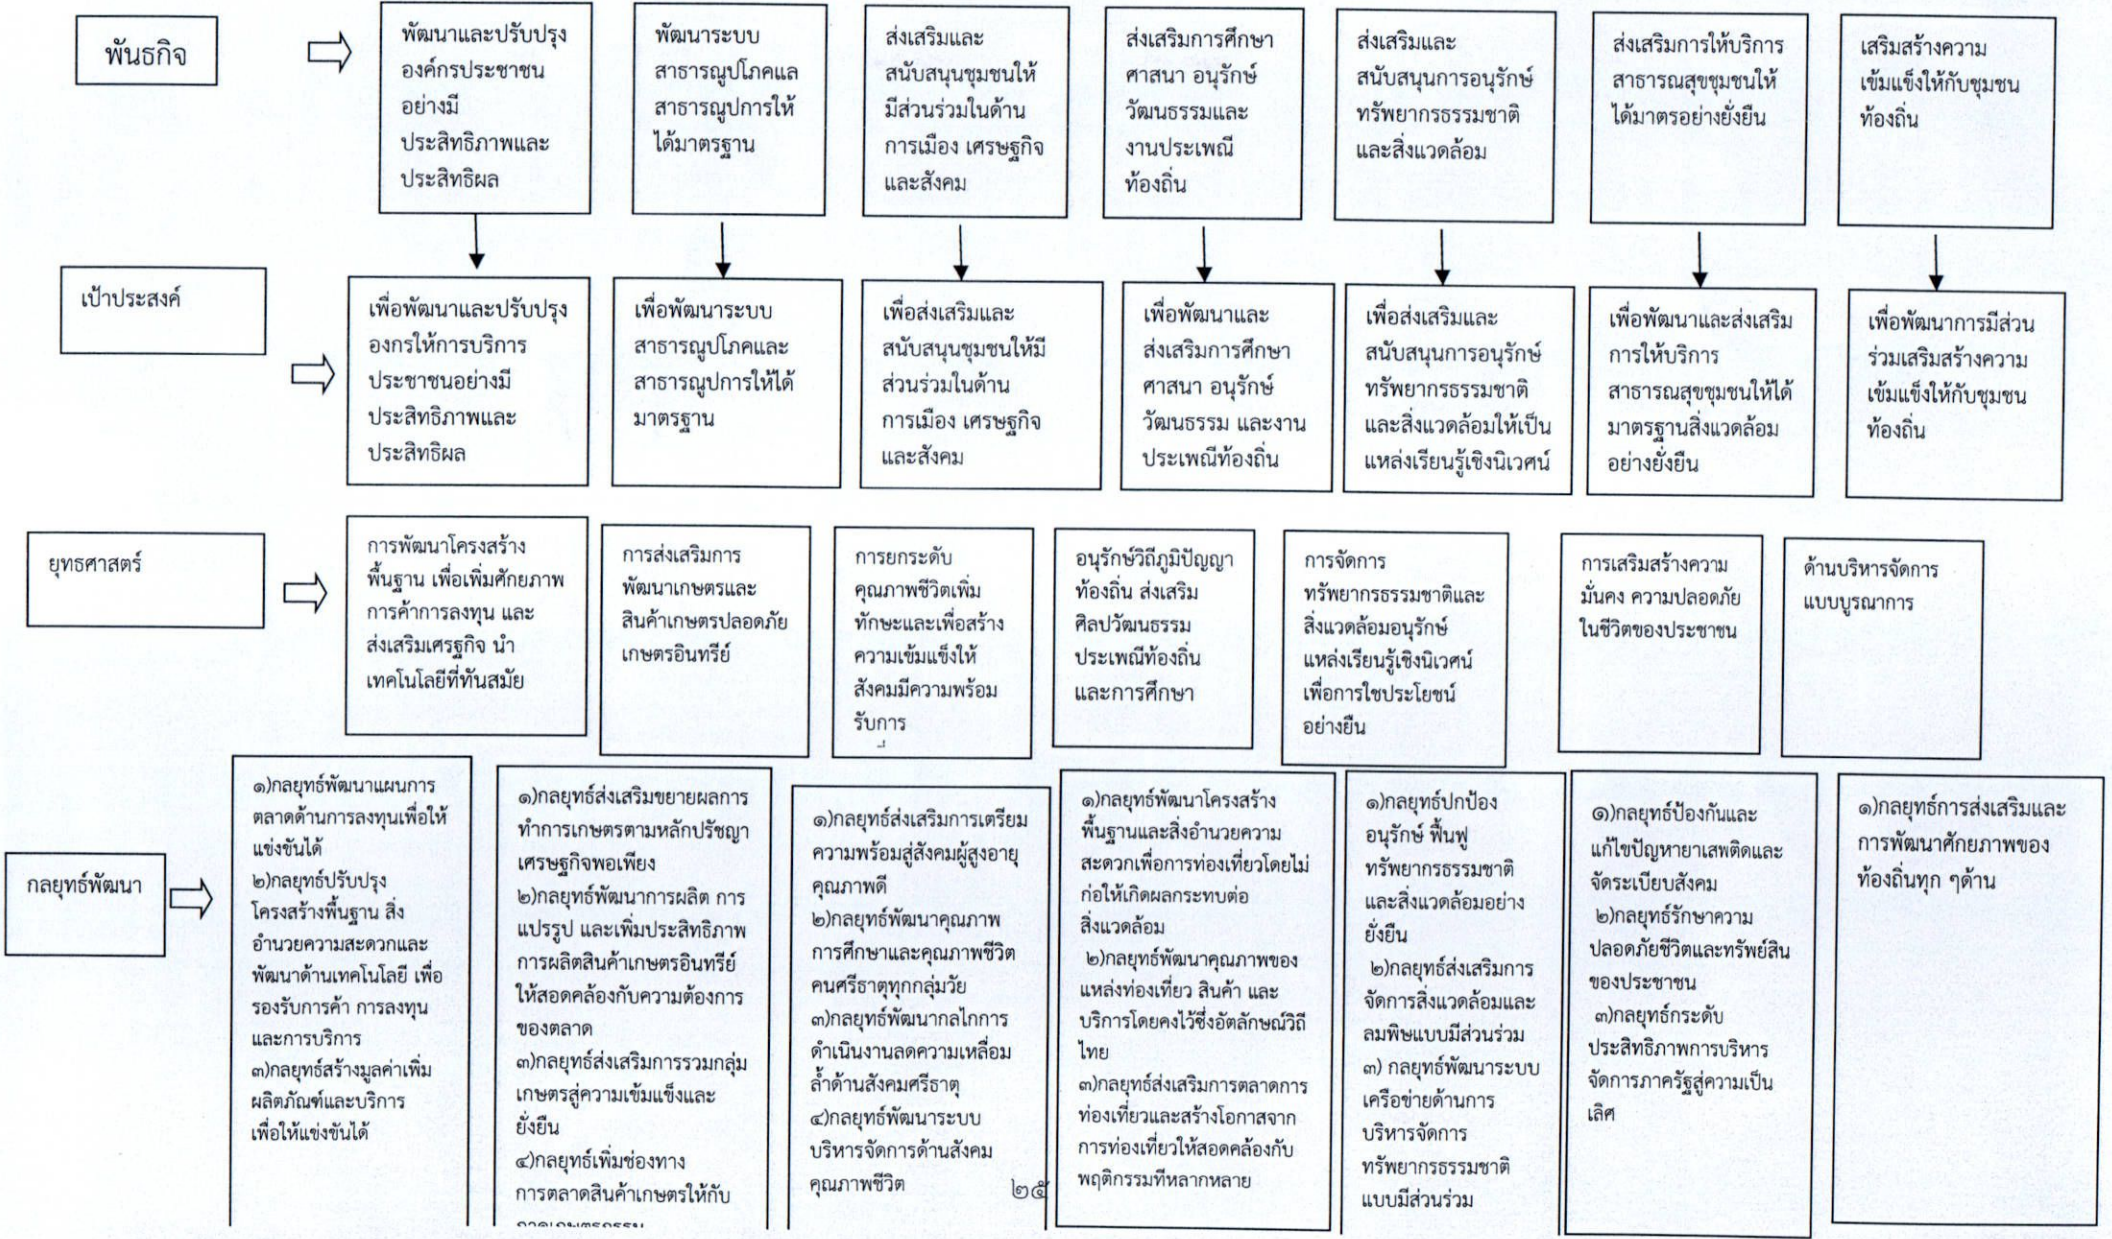 พันธกิจ
พัฒนาและปรับปรุง
องค์กรประชาชน
อย่างมี
ประสิทธิภาพและ
ประสิทธิผล
พัฒนาระบบ
สาธารณูปโภคแล
สาธารณูปการให้
ได้มาตรฐาน
ส่งเสริมและ
สนับสนุนชุมชนให้
มีส่วนร่วมในด้าน
การเมือง เศรษฐกิจ
และสังคม
ส่งเสริมการศึกษา
ศาสนา อนุรักษ์
วัฒนธรรมและ
งานประเพณี
ท้องถิ่น
ส่งเสริมและ
สนับสนุนการอนุรักษ์
ทรัพยากรธรรมชาติ
และสิ่งแวดล้อม
ส่งเสริมการให้บริการ
สาธารณสุขชุมชนให้
ได้มาตรอย่างยั่งยืน
เสริมสร้างความ
เข้มแข็งให้กับชุมชน
ท้องถิ่น
เป้าประสงค์
เพื่อพัฒนาและปรับปรุง
องกรให้การบริการ
ประชาชนอย่างมี
ประสิทธิภาพและ
ประสิทธิผล
เพื่อพัฒนาระบบ
สาธารณูปโภคและ
สาธารณูปการให้ได้
มาตรฐาน
เพื่อส่งเสริมและ
สนับสนุนชุมชนให้มี
ส่วนร่วมในด้าน
การเมือง เศรษฐกิจ
และสังคม
เพื่อพัฒนาและ
ส่งเสริมการศึกษา
ศาสนา อนุรักษ์
วัฒนธรรม และงาน
ประเพณีท้องถิ่น
เพื่อส่งเสริมและ
สนับสนุนการอนุรักษ์
ทรัพยากรธรรมชาติ
และสิ่งแวดล้อมให้เป็น
แหล่งเรียนรู้เชิงนิเวศน์
เพื่อพัฒนาและส่งเสริม
การให้บริการ
สาธารณสุขชุมชนให้ได้
มาตรฐานสิ่งแวดล้อม
อย่างยั่งยืน
เพื่อพัฒนาการมีส่วน
ร่วมเสริมสร้างความ
เข้มแข็งให้กับชุมชน
ท้องถิ่น
ยุทธศาสตร์
การพัฒนาโครงสร้าง
พื้นฐาน เพื่อเพิ่มศักยภาพ
การค้าการลงทุน และ
ส่งเสริมเศรฐกิจ นำ
เทคโนโลยีที่ทันสมัย
การส่งเสริมการ
พัฒนาเกษตรและ
สินค้าเกษตรปลอดภัย
เกษตรอินทรีย์
การยกระดับ
คุณภาพชีวิตเพิ่ม
ทักษะและเพื่อสร้าง
ความเข้มแข็งให้
สังคมมีความพร้อม
รับการ
อนุรักษ์วิถีภูมิปัญญา
ท้องถิ่น ส่งเสริม
ศิลปวัฒนธรรม
ประเพณีท้องถิ่น
และการศึกษา
การจัดการ
ทรัพยากรธรรมชาติและ
สิ่งแวดล้อมอนุรักษ์
แหล่งเรียนรู้เชิงนิเวศน์
เพื่อการใชประโยชน์
อย่างยืน
การเสริมสร้างความ
มั่นคง ความปลอดภัย
ในชีวิตของประชาชน
ด้านบริหารจัดการ
แบบบูรณาการ
กลยุทธ์พัฒนา
๑)กลยุทธ์พัฒนาแผนการ
ตลาดด้านการลงทุนเพื่อให้
แข่งขันได้
๒)กลยุทธ์ปรับปรุง
โครงสร้างพื้นฐาน สิ่ง
อำนวยความสะดวกและ
พัฒนาด้านเทคโนโลยี เพื่อ
รองรับการค้า การลงทุน
และการบริการ
๓)กลยุทธ์สร้างมูลค่าเพิ่ม
ผลิตภัณฑ์และบริการ
เพื่อให้แข่งขันได้
๑)กลยุทธ์ส่งเสริมขยายผลการ
ทำการเกษตรตามหลักปรัชญา
เศรษฐกิจพอเพียง
๒)กลยุทธ์พัฒนาการผลิต การ
แปรรูป และเพิ่มประสิทธิภาพ
การผลิตสินค้าเกษตรอินทรีย์
ให้สอดคล้องกับความต้องการ
ของตลาด
๓)กลยุทธ์ส่งเสริมการรวมกลุ่ม
เกษตรสู่ความเข้มแข็งและ
ยั่งยืน
๔)กลยุทธ์เพิ่มช่องทาง
การตลาดสินค้าเกษตรให้กับ
๑)กลยุทธ์ส่งเสริมการเตรียม
ความพร้อมสู่สังคมผู้สูงอายุ
คุณภาพดี
๒)กลยุทธ์พัฒนาคุณภาพ
การศึกษาและคุณภาพชีวิต
คนศรีธาตุทุกกลุ่มวัย
๓)กลยุทธ์พัฒนากลไกการ
ดำเนินงานลดความเหลื่อม
ล้ำด้านสังคมศรีธาตุ
๔)กลยุทธ์พัฒนาระบบ
บริหารจัดการด้านสังคม
คุณภาพชีวิต
๑)กลยุทธ์พัฒนาโครงสร้าง
พื้นฐานและสิ่งอำนวยความ
สะดวกเพื่อการท่องเที่ยวโดยไม่
ก่อให้เกิดผลกระทบต่อ
สิ่งแวดล้อม
๒)กลยุทธ์พัฒนาคุณภาพของ
แหล่งท่องเที่ยว สินค้า และ
บริการโดยคงไว้ซึ่งอัตลักษณ์วิถี
ไทย
๓)กลยุทธ์ส่งเสริมการตลาดการ
ท่องเที่ยวและสร้างโอกาสจาก
การท่องเที่ยวให้สอดคล้องกับ
พฤติกรรมทีหลากหลาย
๑)กลยุทธ์ปกป้อง
อนุรักษ์ ฟื้นฟู
ทรัพยากรธรรมชาติ
และสิ่งแวดล้อมอย่าง
ยั่งยืน
๒)กลยุทธ์ส่งเสริมการ
จัดการสิ่งแวดล้อมและ
ลมพิษแบบมีส่วนร่วม
๓) กลยุทธ์พัฒนาระบบ
เครือข่ายด้านการ
บริหารจัดการ
ทรัพยากรธรรมชาติ
แบบมีส่วนร่วม
๑)กลยุทธ์ป้องกันและ
แก้ไขปัญหายาเสพติดและ
จัดระเบียบสังคม
๒)กลยุทธ์รักษาความ
ปลอดภัยชีวิตและทรัพย์สิน
ของประชาชน
๓)กลยุทธ์กระดับ
ประสิทธิภาพการบริหาร
จัดการภาครัฐสู่ความเป็น
เลิศ
๑)กลยุทธ์การส่งเสริมและ
การพัฒนาศักยภาพของ
ท้องถิ่นทุก ๆด้าน
๒๕